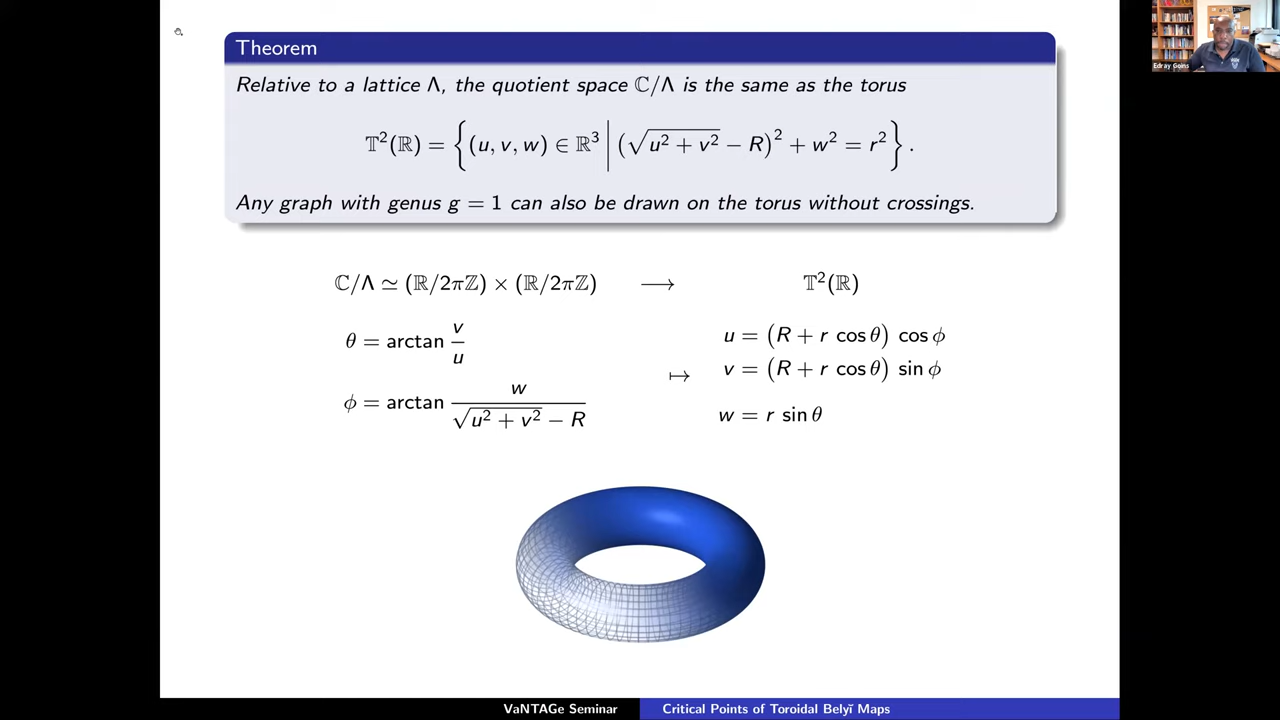 Theorem
Relative to a lattice Λ, the quotient space ℂ/Λ is the same as the torus
𝕋²(ℝ) = { (u, v, w) ∈ ℝ³ | (√(u² + v²) − R)² + w² = r² } .
Any graph with genus g = 1 can also be drawn on the torus without crossings.
ℂ/Λ ≃ (ℝ/2πℤ) × (ℝ/2πℤ) ⟶ 𝕋²(ℝ)
θ = arctan v/u
φ = arctan w/(√(u² + v²) − R)
↦
u = (R + r cos θ) cos φ
v = (R + r cos θ) sin φ
w = r sin θ
VaNTAGe Seminar
Critical Points of Toroidal Belyĭ Maps
Edray Goins